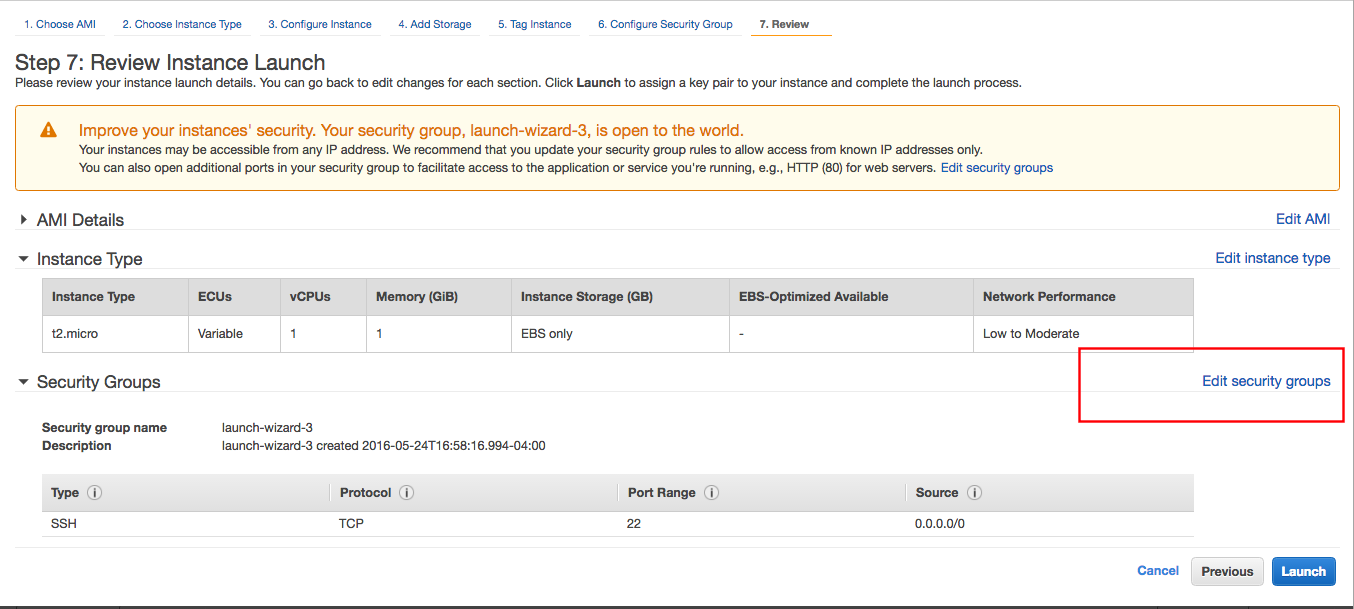 1. Choose AMI 2. Choose Instance Type 3. Configure Instance 4. Add Storage 5. Tag Instance 6. Configure Security Group 7. Review
Step 7: Review Instance Launch
Please review your instance launch details. You can go back to edit changes for each section. Click Launch to assign a key pair to your instance and complete the launch process.
Improve your instances' security. Your security group, launch-wizard-3, is open to the world.
Your instances may be accessible from any IP address. We recommend that you update your security group rules to allow access from known IP addresses only.
You can also open additional ports in your security group to facilitate access to the application or service you're running, e.g., HTTP (80) for web servers. Edit security groups
AMI Details Edit AMI
Instance Type Edit instance type
Instance Type ECUs vCPUs Memory (GiB) Instance Storage (GB) EBS-Optimized Available Network Performance
t2.micro Variable 1 1 EBS only - Low to Moderate
Security Groups Edit security groups
Security group name launch-wizard-3
Description launch-wizard-3 created 2016-05-24T16:58:16.994-04:00
Type i Protocol i Port Range i Source i
SSH TCP 22 0.0.0.0/0
Cancel Previous Launch